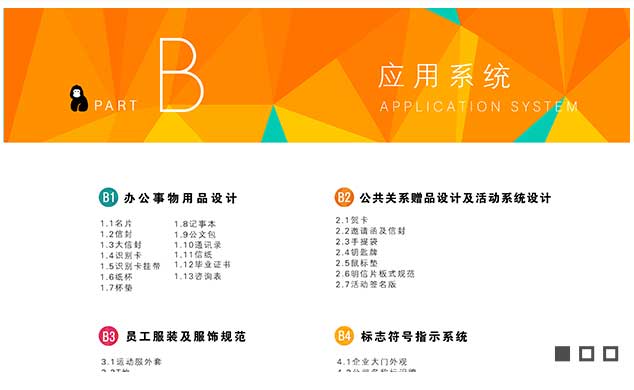 PART B
应用系统
APPLICATION SYSTEM
B1 办公事物用品设计
1.1名片
1.2信封
1.3大信封
1.4识别卡
1.5识别卡挂带
1.6纸杯
1.7杯垫
1.8记事本
1.9公文包
1.10通讯录
1.11信纸
1.12毕业证书
1.13咨询表
B2 公共关系赠品设计及活动系统设计
2.1贺卡
2.2邀请函及信封
2.3手提袋
2.4钥匙牌
2.5鼠标垫
2.6明信片板式规范
2.7活动签名版
B3 员工服装及服饰规范
3.1运动服外套
B4 标志符号指示系统
4.1企业大门外观